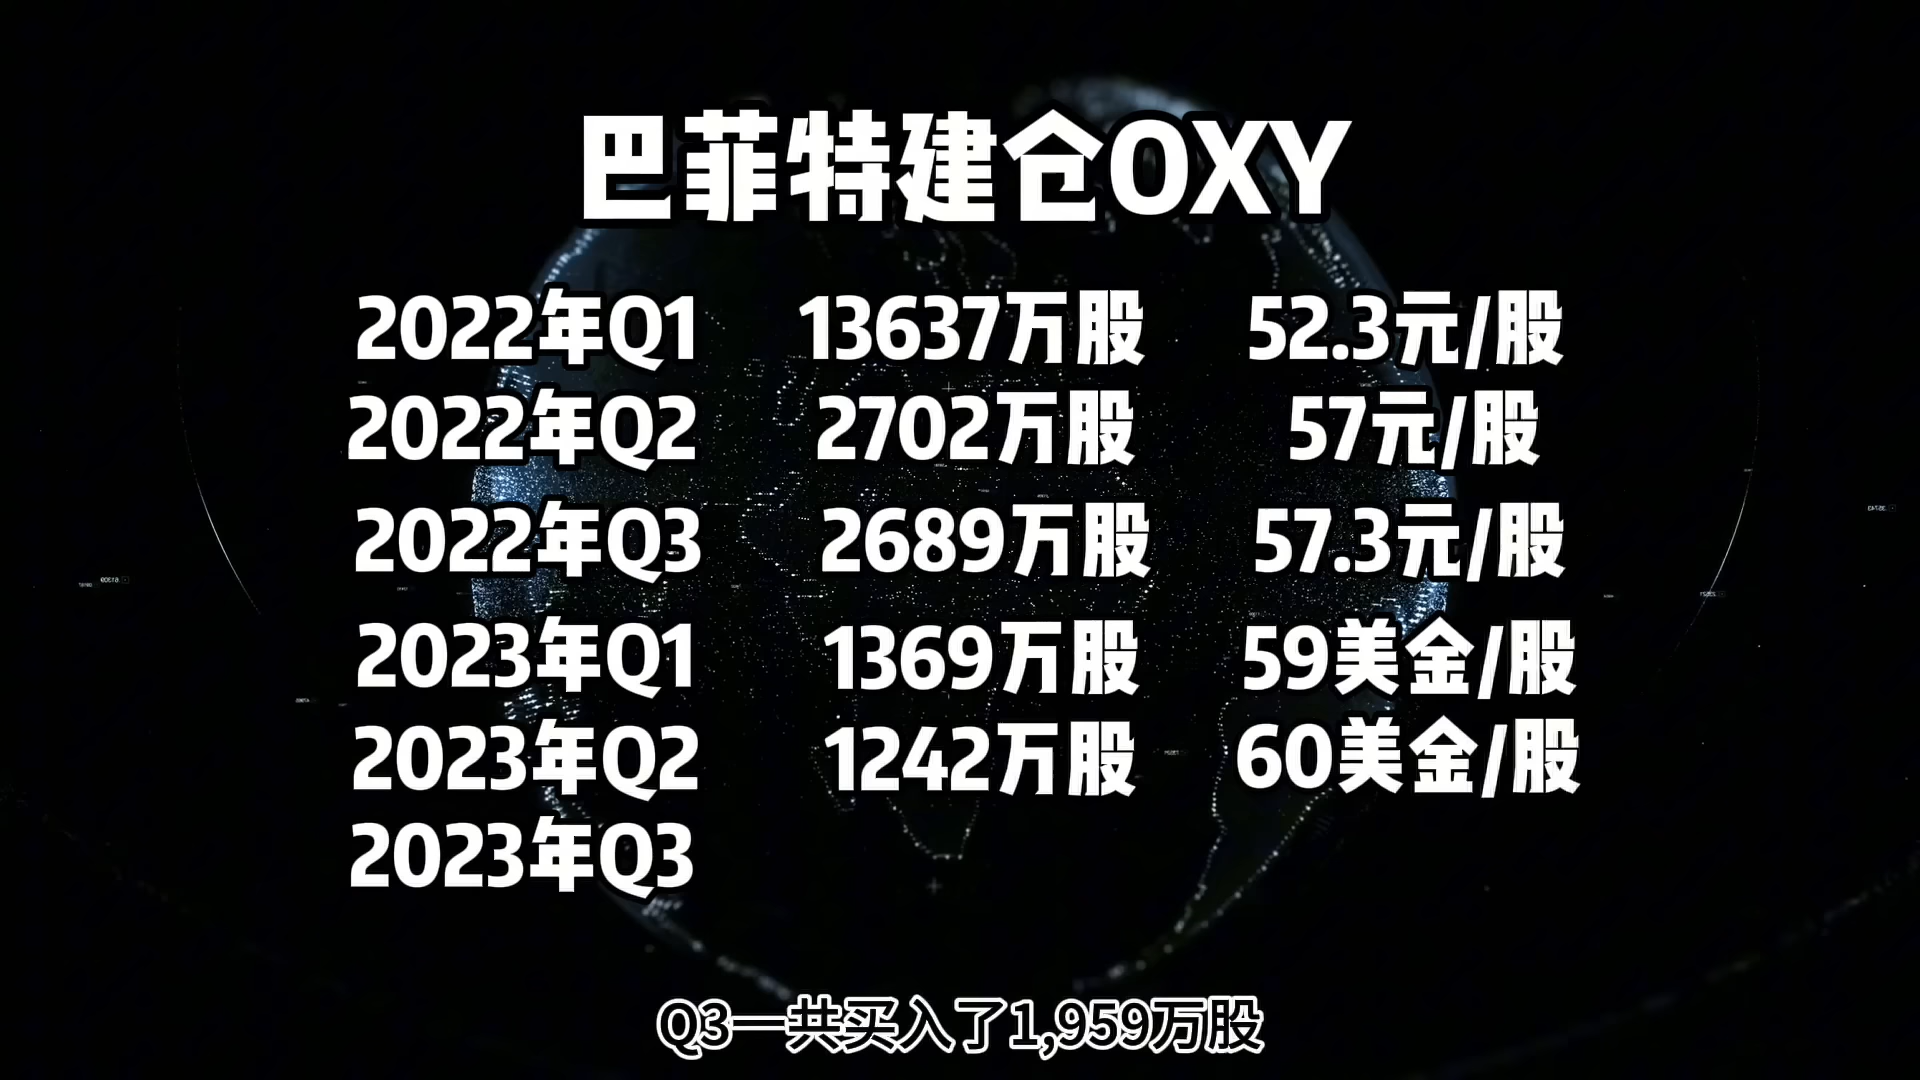 巴菲特建仓OXY
2022年Q1 13637万股 52.3元/股
2022年Q2 2702万股 57元/股
2022年Q3 2689万股 57.3元/股
2023年Q1 1369万股 59美金/股
2023年Q2 1242万股 60美金/股
2023年Q3
Q3一共买入了1,959万股